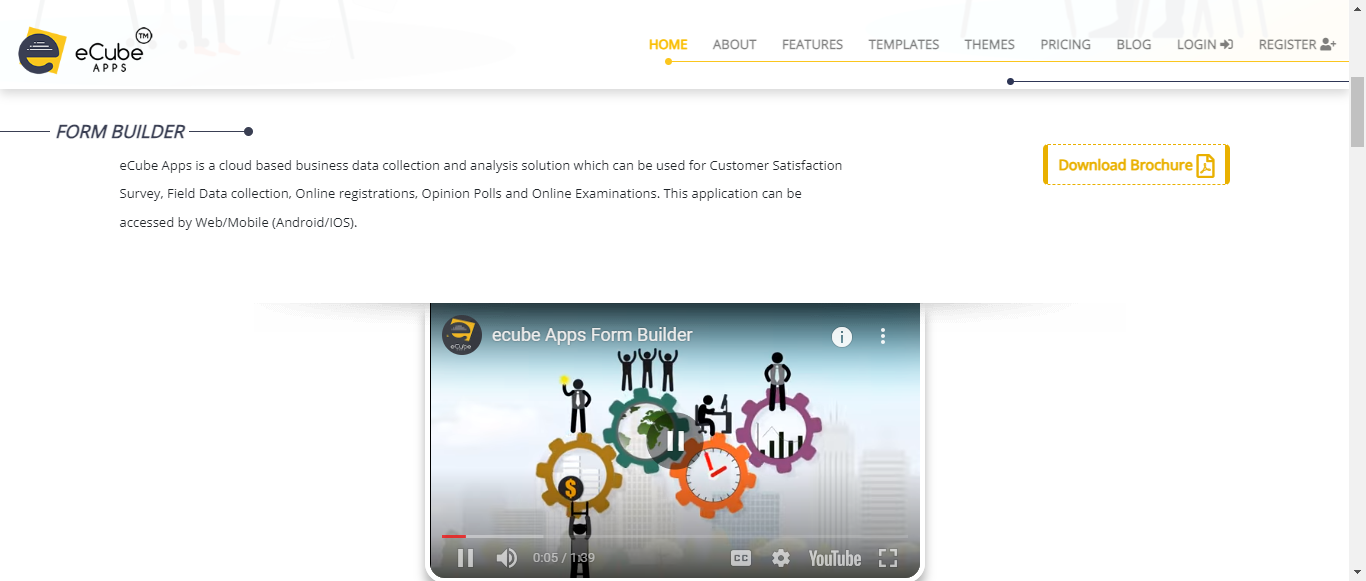 eCube TM
APPS
HOME ABOUT FEATURES TEMPLATES THEMES PRICING BLOG LOGIN REGISTER
FORM BUILDER
eCube Apps is a cloud based business data collection and analysis solution which can be used for Customer Satisfaction
Survey, Field Data collection, Online registrations, Opinion Polls and Online Examinations. This application can be
accessed by Web/Mobile (Android/IOS).
Download Brochure
eCube
ecube Apps Form Builder
i
$
0:05 / 1:39
CC
YouTube